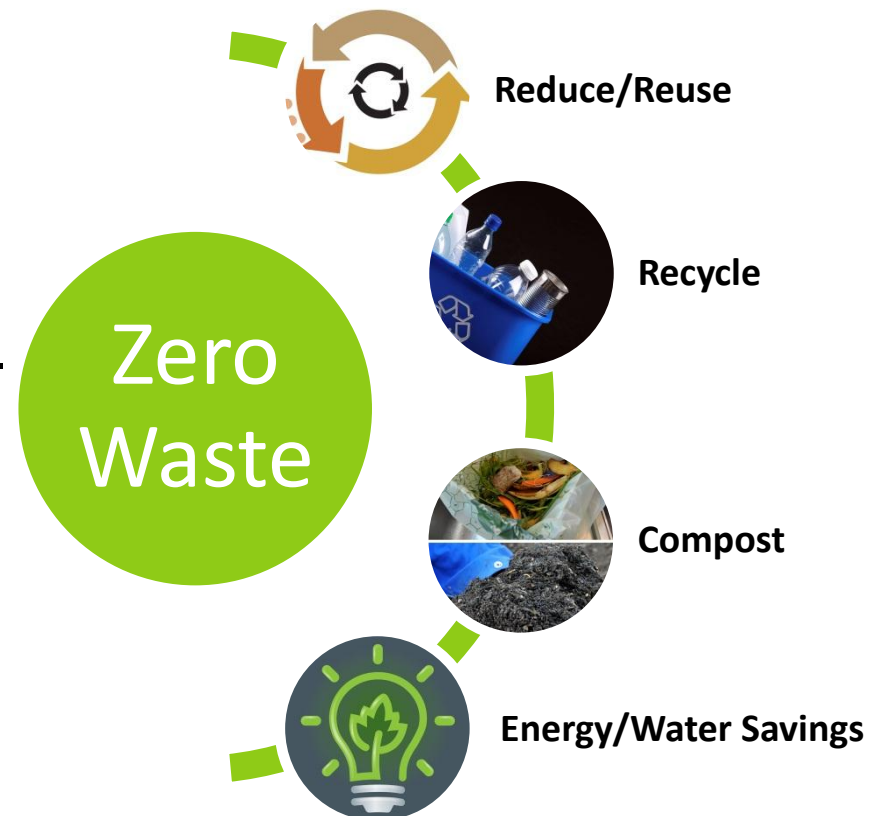 Reduce/Reuse
Recycle
Zero
Waste
Compost
Energy/Water Savings